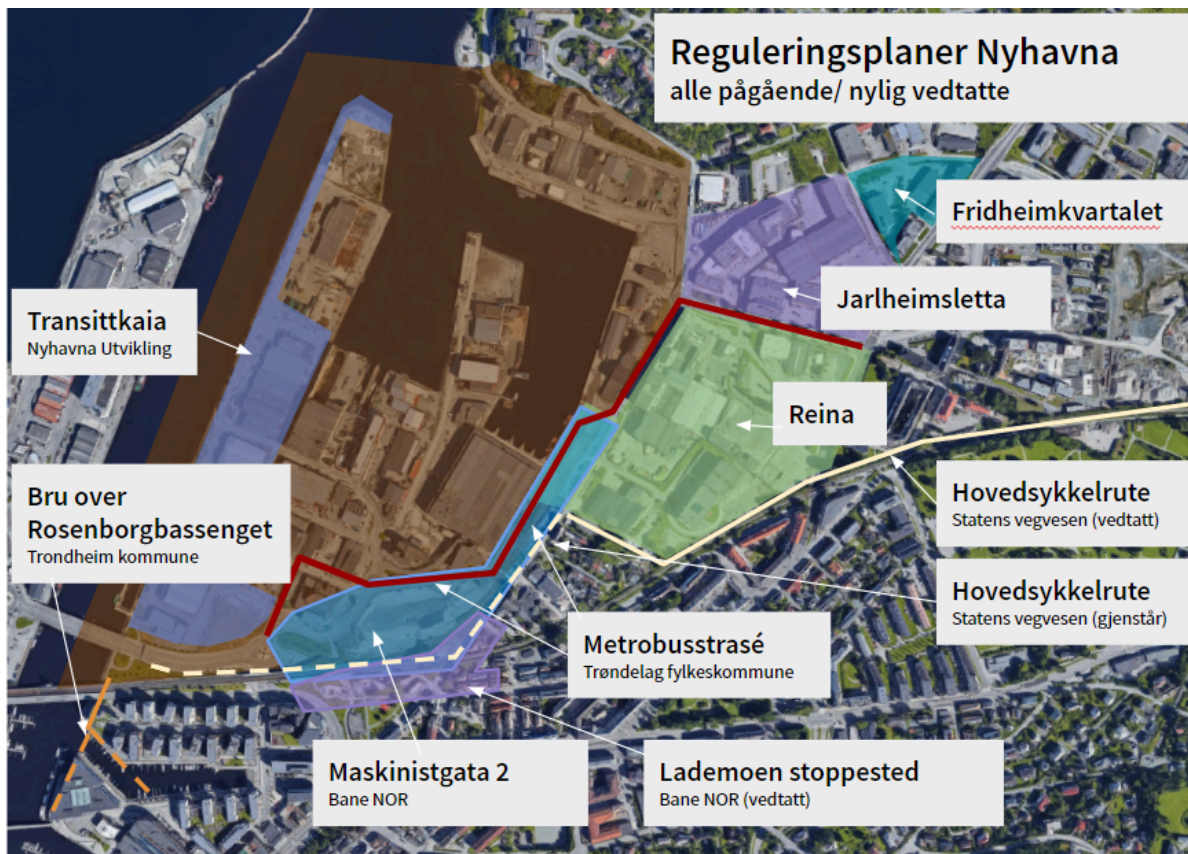 Reguleringsplaner Nyhavna
alle pågående/ nylig vedtatte
Fridheimkvartalet
Jarlheimsletta
Transittkaia
Nyhavna Utvikling
Reina
Bru over
Rosenborgbassenget
Trondheim kommune
Hovedsykkelrute
Statens vegvesen (vedtatt)
Hovedsykkelrute
Statens vegvesen (gjenstår)
Metrobusstrasé
Trøndelag fylkeskommune
Maskinistgata 2
Bane NOR
Lademoen stoppested
Bane NOR (vedtatt)